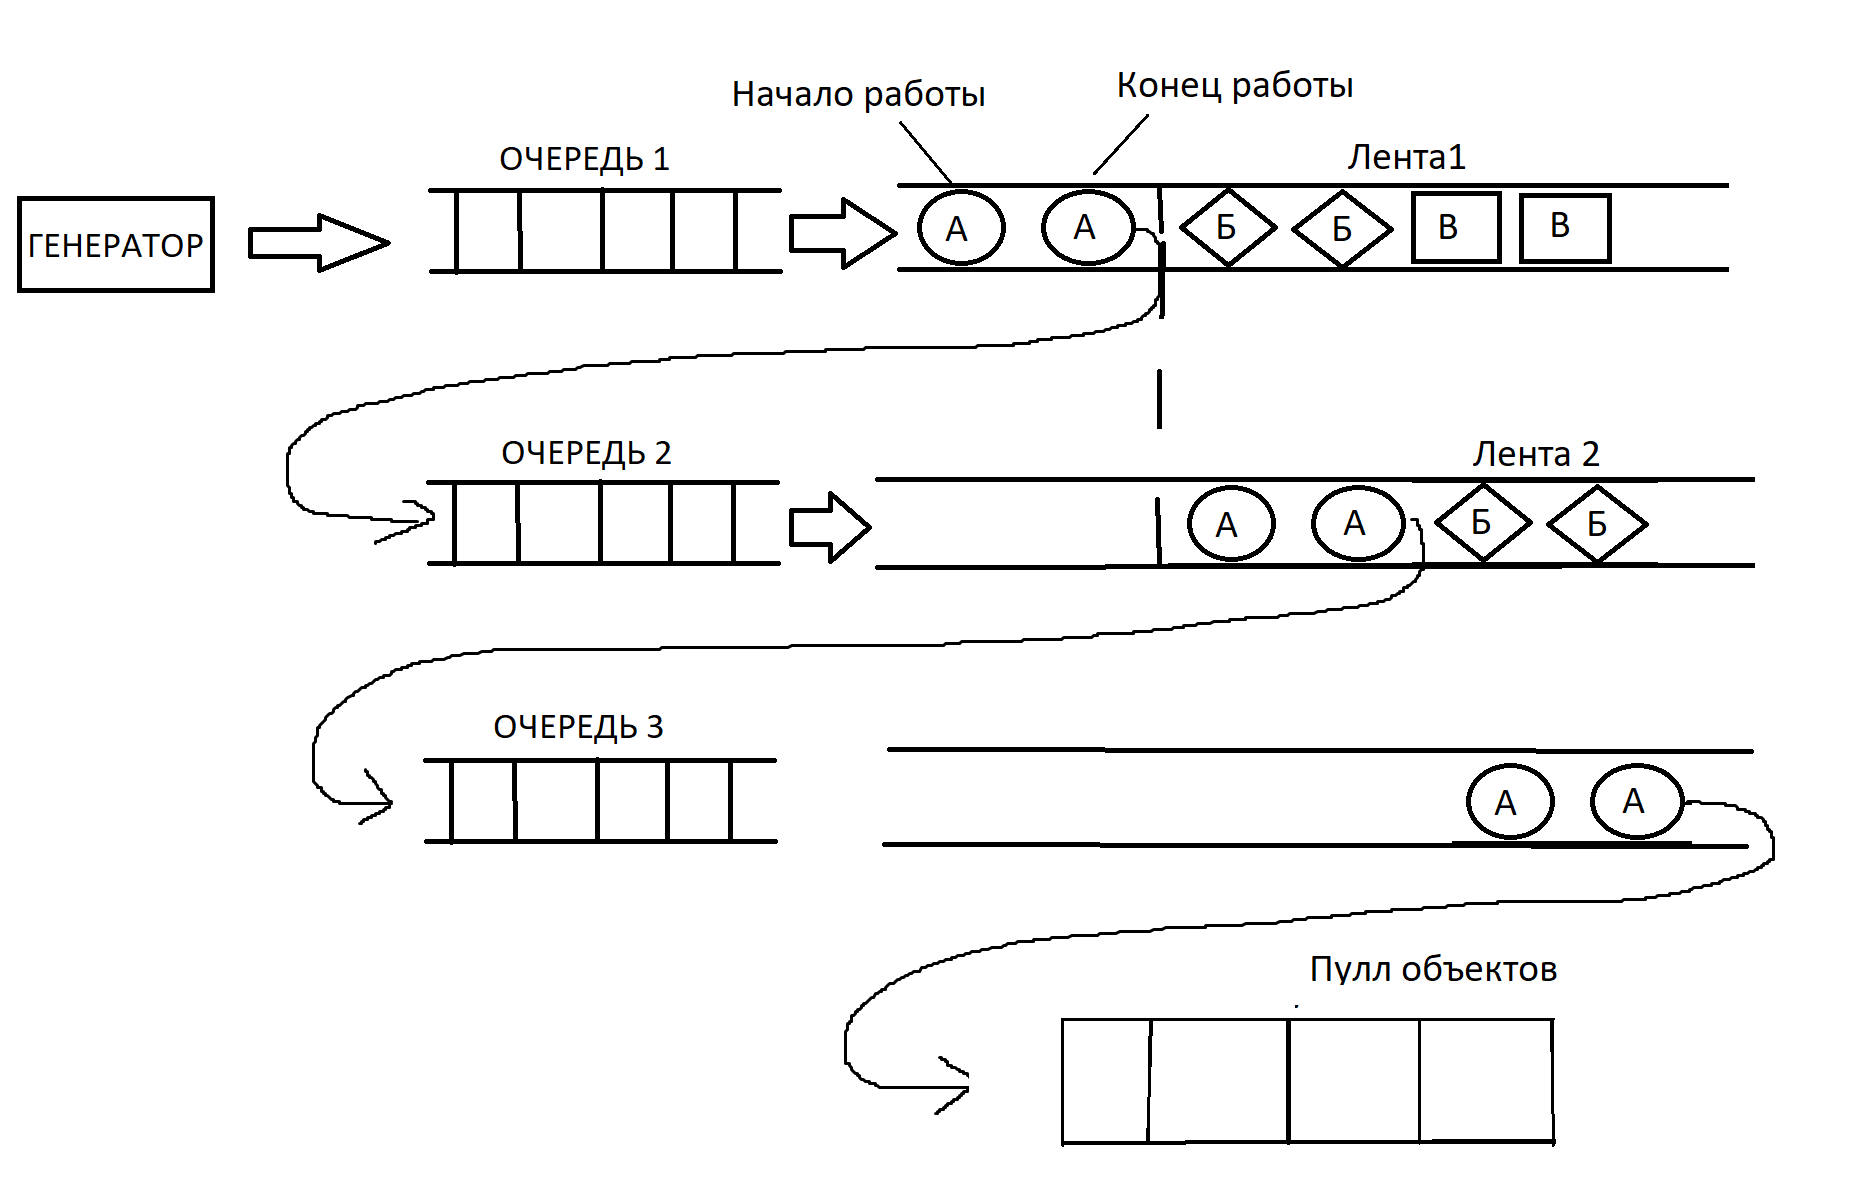 Начало работы
Конец работы
ОЧЕРЕДЬ 1
Лента1
ГЕНЕРАТОР
А
А
Б
Б
В
В
ОЧЕРЕДЬ 2
Лента 2
А
А
Б
Б
ОЧЕРЕДЬ 3
А
А
Пулл объектов